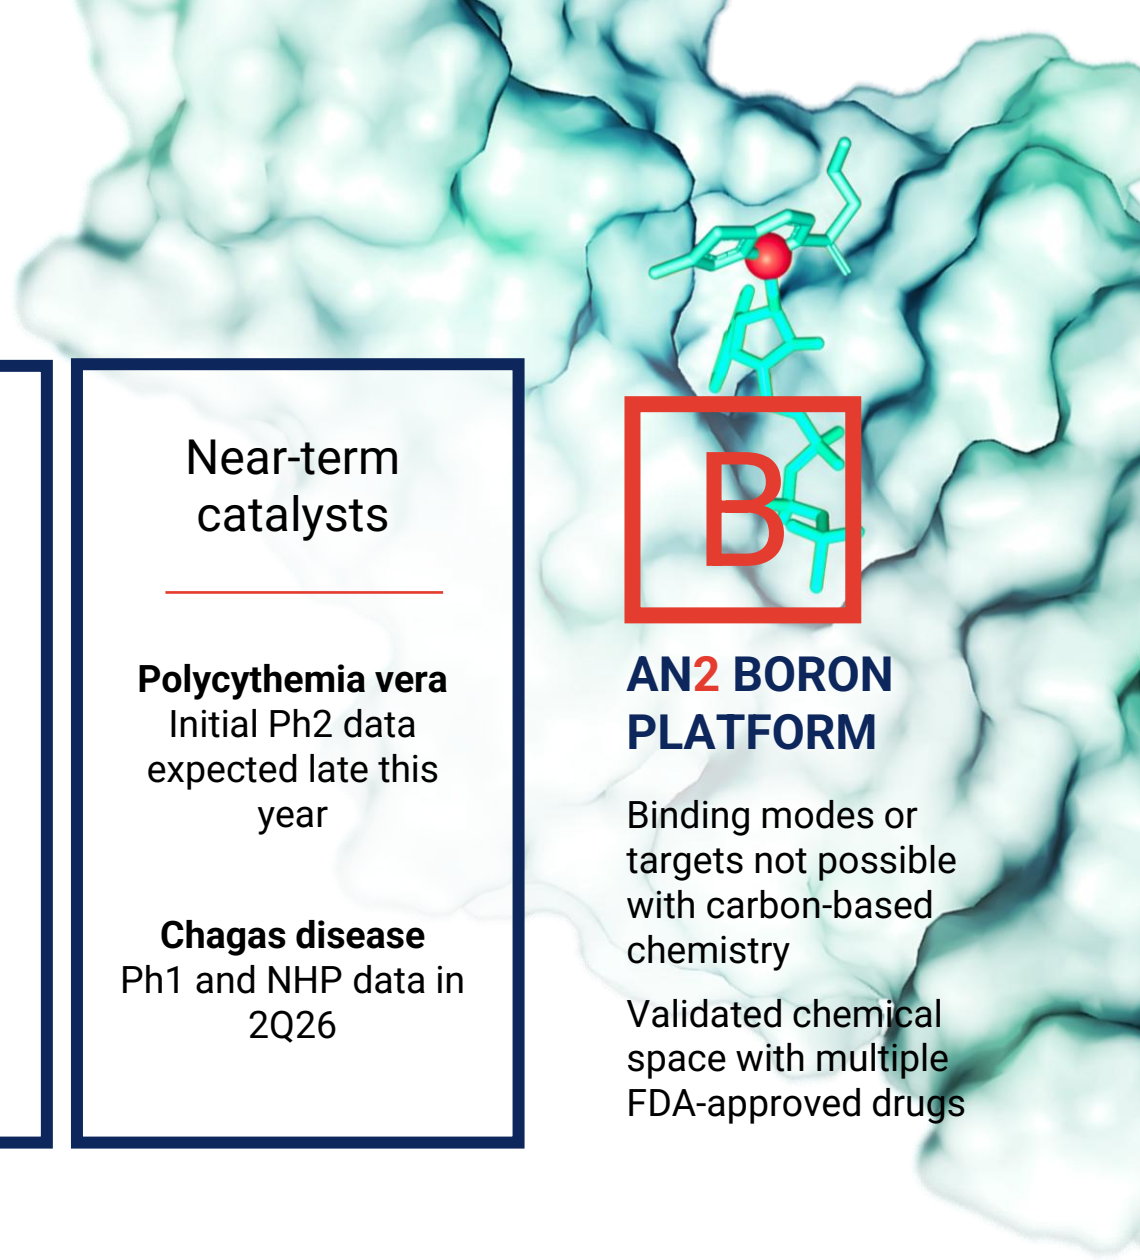 Near-term
catalysts
Polycythemia vera
Initial Ph2 data
expected late this
year
Chagas disease
Ph1 and NHP data in
2Q26
B
AN2 BORON
PLATFORM
Binding modes or
targets not possible
with carbon-based
chemistry
Validated chemical
space with multiple
FDA-approved drugs